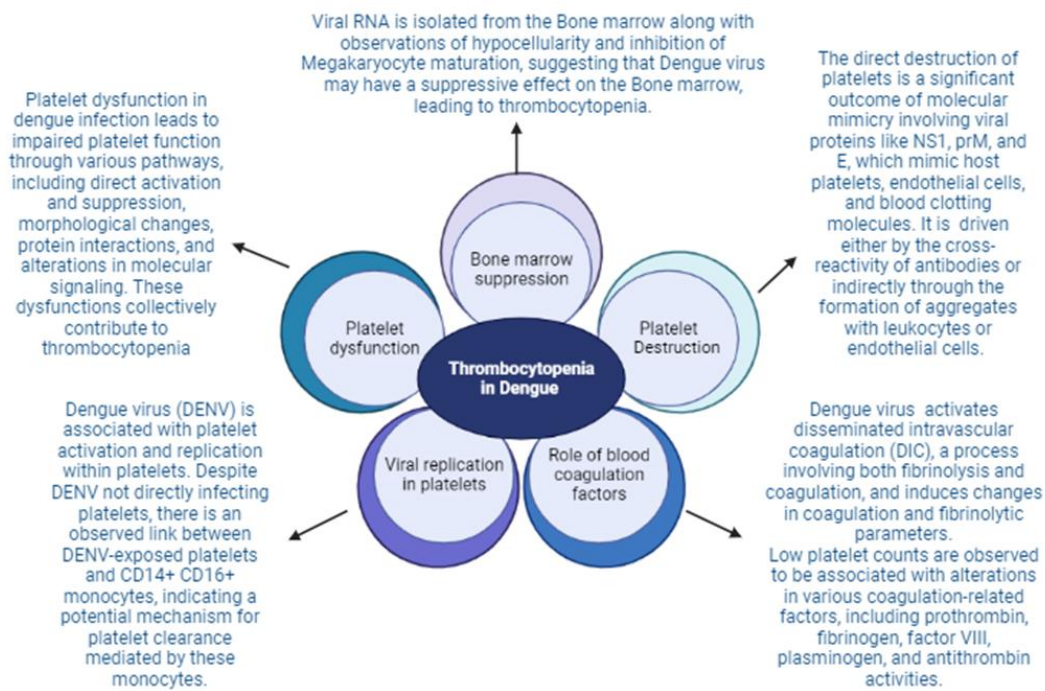 Viral RNA is isolated from the Bone marrow along with
observations of hypocellularity and inhibition of
Megakaryocyte maturation, suggesting that Dengue virus
may have a suppressive effect on the Bone marrow,
leading to thrombocytopenia.
Platelet dysfunction in
dengue infection leads to
impaired platelet function
through various pathways,
including direct activation
and suppression,
morphological changes,
protein interactions, and
alterations in molecular
signaling. These
dysfunctions collectively
contribute to
thrombocytopenia
The direct destruction of
platelets is a significant
outcome of molecular
mimicry involving viral
proteins like NS1, prM, and
E, which mimic host
platelets, endothelial cells,
and blood clotting
molecules. It is driven
either by the cross-
reactivity of antibodies or
indirectly through the
formation of aggregates
with leukocytes or
endothelial cells.
Bone marrow
suppression
Platelet
dysfunction
Platelet
Destruction
Thrombocytopenia
in Dengue
Viral replication
in platelets
Role of blood
coagulation
factors
Dengue virus (DENV) is
associated with platelet
activation and replication
within platelets. Despite
DENV not directly infecting
platelets, there is an
observed link between
DENV-exposed platelets
and CD14+ CD16+
monocytes, indicating a
potential mechanism for
platelet clearance
mediated by these
monocytes.
Dengue virus activates
disseminated intravascular
coagulation (DIC), a process
involving both fibrinolysis and
coagulation, and induces changes
in coagulation and fibrinolytic
parameters.
Low platelet counts are observed
to be associated with alterations
in various coagulation-related
factors, including prothrombin,
fibrinogen, factor VIII,
plasminogen, and antithrombin
activities.